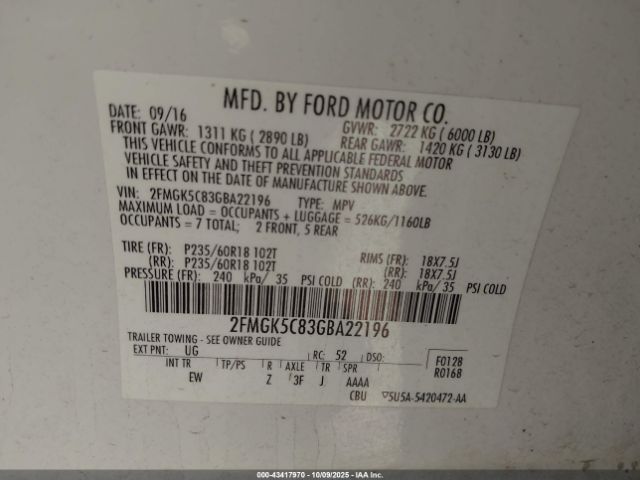 MFD. BY FORD MOTOR CO.
DATE: 09/16 GVWR: 2722 KG ( 6000 LB)
FRONT GAWR: 1311 KG ( 2890 LB) REAR GAWR: 1420 KG ( 3130 LB)
THIS VEHICLE CONFORMS TO ALL APPLICABLE FEDERAL MOTOR
VEHICLE SAFETY AND THEFT PREVENTION STANDARDS
IN EFFECT ON THE DATE OF MANUFACTURE SHOWN ABOVE.
VIN: 2FMGK5C83GBA22196 TYPE: MPV
MAXIMUM LOAD = OCCUPANTS + LUGGAGE = 526KG/1160LB
OCCUPANTS = 7 TOTAL; 2 FRONT, 5 REAR
TIRE (FR): P235/60R18 102T RIMS (FR): 18X7.5J
(RR): P235/60R18 102T (RR): 18X7.5J
PRESSURE (FR): 240 kPa/ 35 PSI COLD (RR): 240 kPa/ 35 PSI COLD
2FMGK5C83GBA22196
TRAILER TOWING - SEE OWNER GUIDE
EXT PNT: UG RC: 52 DSO: F0128
INT TR TP/PS R AXLE TR SPR R0168
EW Z 3F J AAAA
CBU ▽SU5A-5420472-AA
000-43417970 | 10/09/2025 - IAA Inc.